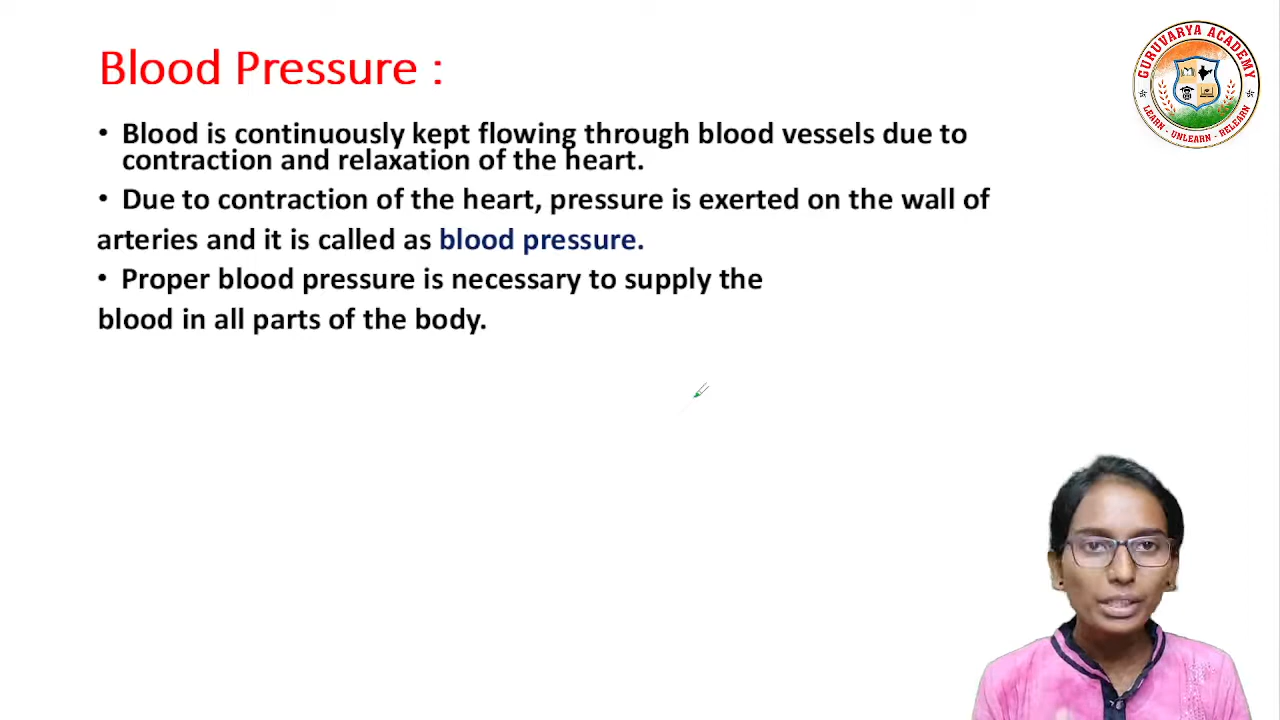 Blood Pressure :
GURUVARYA ACADEMY
LEARN - UNLEARN - RELEARN
• Blood is continuously kept flowing through blood vessels due to
contraction and relaxation of the heart.
• Due to contraction of the heart, pressure is exerted on the wall of
arteries and it is called as blood pressure.
• Proper blood pressure is necessary to supply the
blood in all parts of the body.